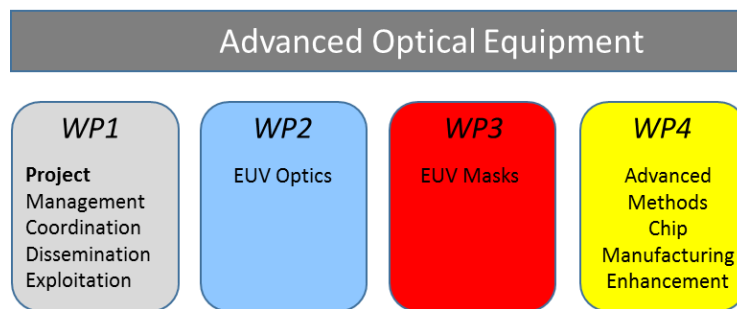 Advanced Optical Equipment
WP1
Project
Management
Coordination
Dissemination
Exploitation
WP2
EUV Optics
WP3
EUV Masks
WP4
Advanced
Methods
Chip
Manufacturing
Enhancement